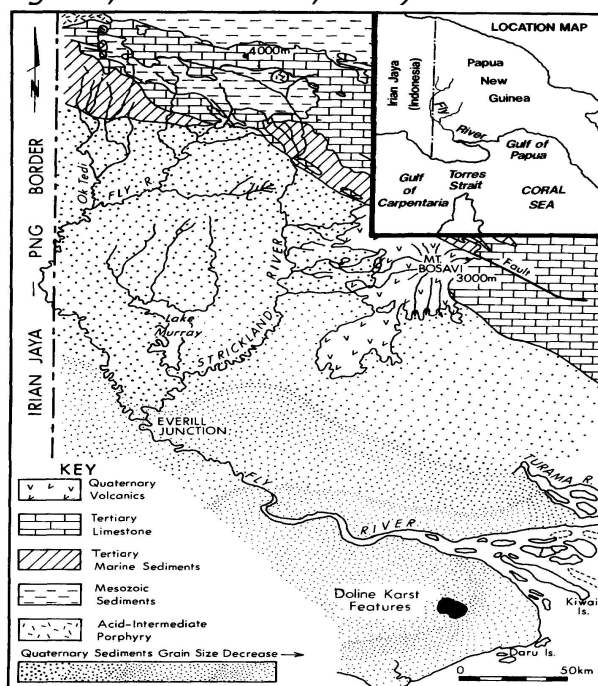 LOCATION MAP
Irian Jaya
(Indonesia)
Papua
New
Guinea
Fly
River
Gulf of
Papua
Gulf
of
Carpentaria
Torres
Strait
CORAL
SEA
4000m
N
IRIAN JAYA — PNG BORDER
Ok Tedi
FLY R.
RIVER
STRICKLAND
Lake
Murray
MT.
BOSAVI
3000m
Fault
EVERILL
JUNCTION
FLY
RIVER
TURAMA R.
Kiwai
Is.
Daru Is.
Doline Karst
Features
0 50km
KEY
Quaternary
Volcanics
Tertiary
Limestone
Tertiary
Marine Sediments
Mesozoic
Sediments
Acid-Intermediate
Porphyry
Quaternary Sediments Grain Size Decrease →